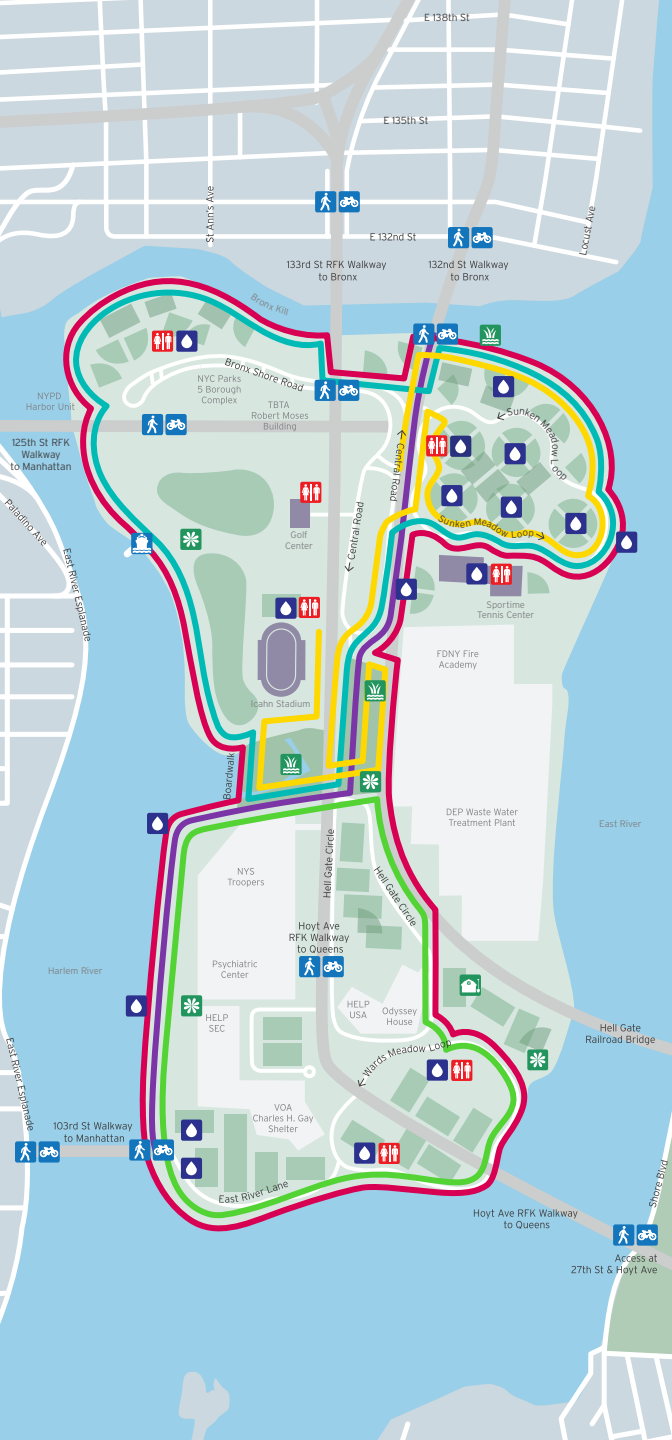 E 138th St
E 135th St
St Ann's Ave
Locust Ave
E 132nd St
133rd St RFK Walkway
to Bronx
132nd St Walkway
to Bronx
Bronx Kill
Bronx Shore Road
NYC Parks
5 Borough
Complex
TBTA
Robert Moses
Building
NYPD
Harbor Unit
125th St RFK
Walkway
to Manhattan
Paladino Ave
East River Esplanade
Sunken Meadow Loop
Central Road
Sunken Meadow Loop
Central Road
Golf
Center
Sportime
Tennis Center
FDNY Fire
Academy
Icahn Stadium
Boardwalk
DEP Waste Water
Treatment Plant
East River
Hell Gate Circle
Hell Gate Circle
NYS
Troopers
Hoyt Ave
RFK Walkway
to Queens
Psychiatric
Center
Harlem River
HELP
USA
Odyssey
House
HELP
SEC
Hell Gate
Railroad Bridge
Wards Meadow Loop
East River Esplanade
VOA
Charles H. Gay
Shelter
103rd St Walkway
to Manhattan
East River Lane
Shore Blvd
Hoyt Ave RFK Walkway
to Queens
Access at
27th St & Hoyt Ave